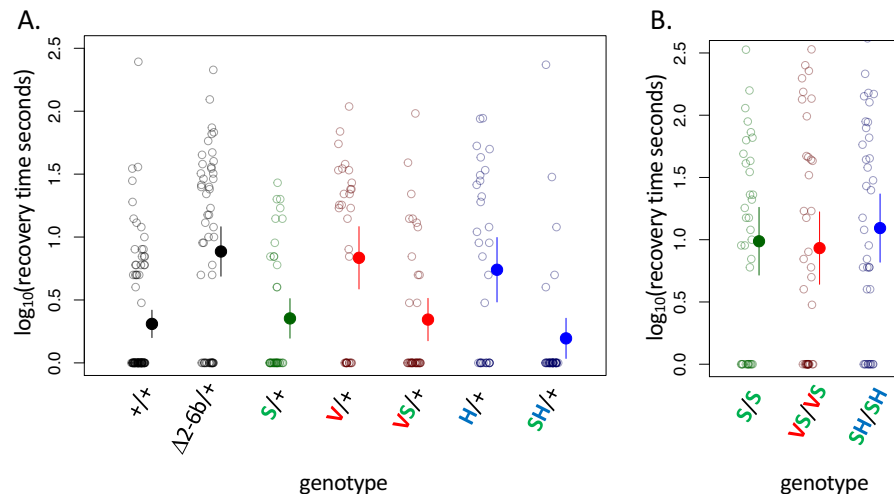 A.
B.
log10(recovery time seconds)
2.5
2.0
1.5
1.0
0.5
0.0
+/+
Δ2-6b/+
S/+
V/+
VS/+
H/+
SH/+
genotype
log10(recovery time seconds)
2.5
2.0
1.5
1.0
0.5
0.0
S/S
VS/VS
SH/SH
genotype